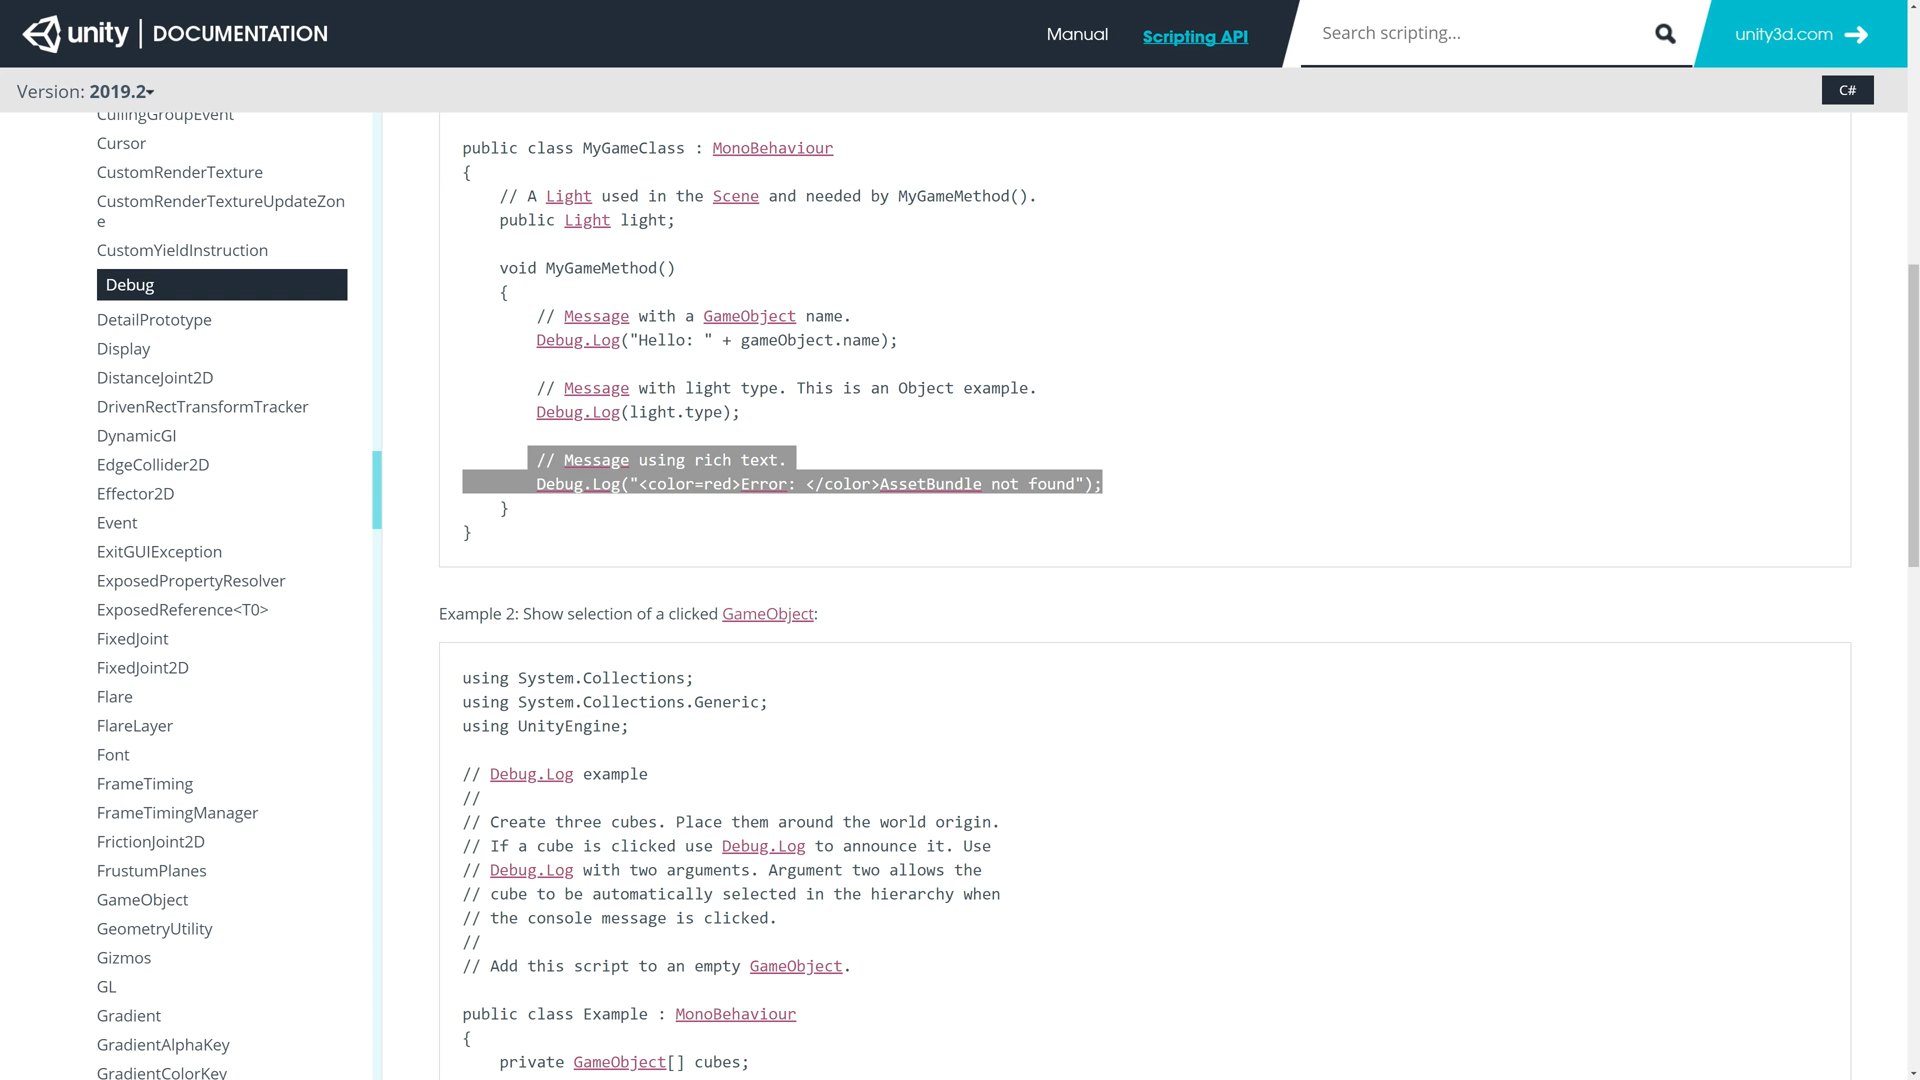 unity | DOCUMENTATION
Manual
Scripting API
Search scripting...
unity3d.com
Version: 2019.2
C#
CullingGroupEvent
Cursor
CustomRenderTexture
CustomRenderTextureUpdateZon
e
CustomYieldInstruction
Debug
DetailPrototype
Display
DistanceJoint2D
DrivenRectTransformTracker
DynamicGI
EdgeCollider2D
Effector2D
Event
ExitGUIException
ExposedPropertyResolver
ExposedReference<T0>
FixedJoint
FixedJoint2D
Flare
FlareLayer
Font
FrameTiming
FrameTimingManager
FrictionJoint2D
FrustumPlanes
GameObject
GeometryUtility
Gizmos
GL
Gradient
GradientAlphaKey
GradientColorKey
public class MyGameClass : MonoBehaviour
{
    // A Light used in the Scene and needed by MyGameMethod().
    public Light light;
    void MyGameMethod()
    {
        // Message with a GameObject name.
        Debug.Log("Hello: " + gameObject.name);
        // Message with light type. This is an Object example.
        Debug.Log(light.type);
        // Message using rich text.
        Debug.Log("<color=red>Error: </color>AssetBundle not found");
    }
}
Example 2: Show selection of a clicked GameObject:
using System.Collections;
using System.Collections.Generic;
using UnityEngine;
// Debug.Log example
//
// Create three cubes. Place them around the world origin.
// If a cube is clicked use Debug.Log to announce it. Use
// Debug.Log with two arguments. Argument two allows the
// cube to be automatically selected in the hierarchy when
// the console message is clicked.
//
// Add this script to an empty GameObject.
public class Example : MonoBehaviour
{
    private GameObject[] cubes;